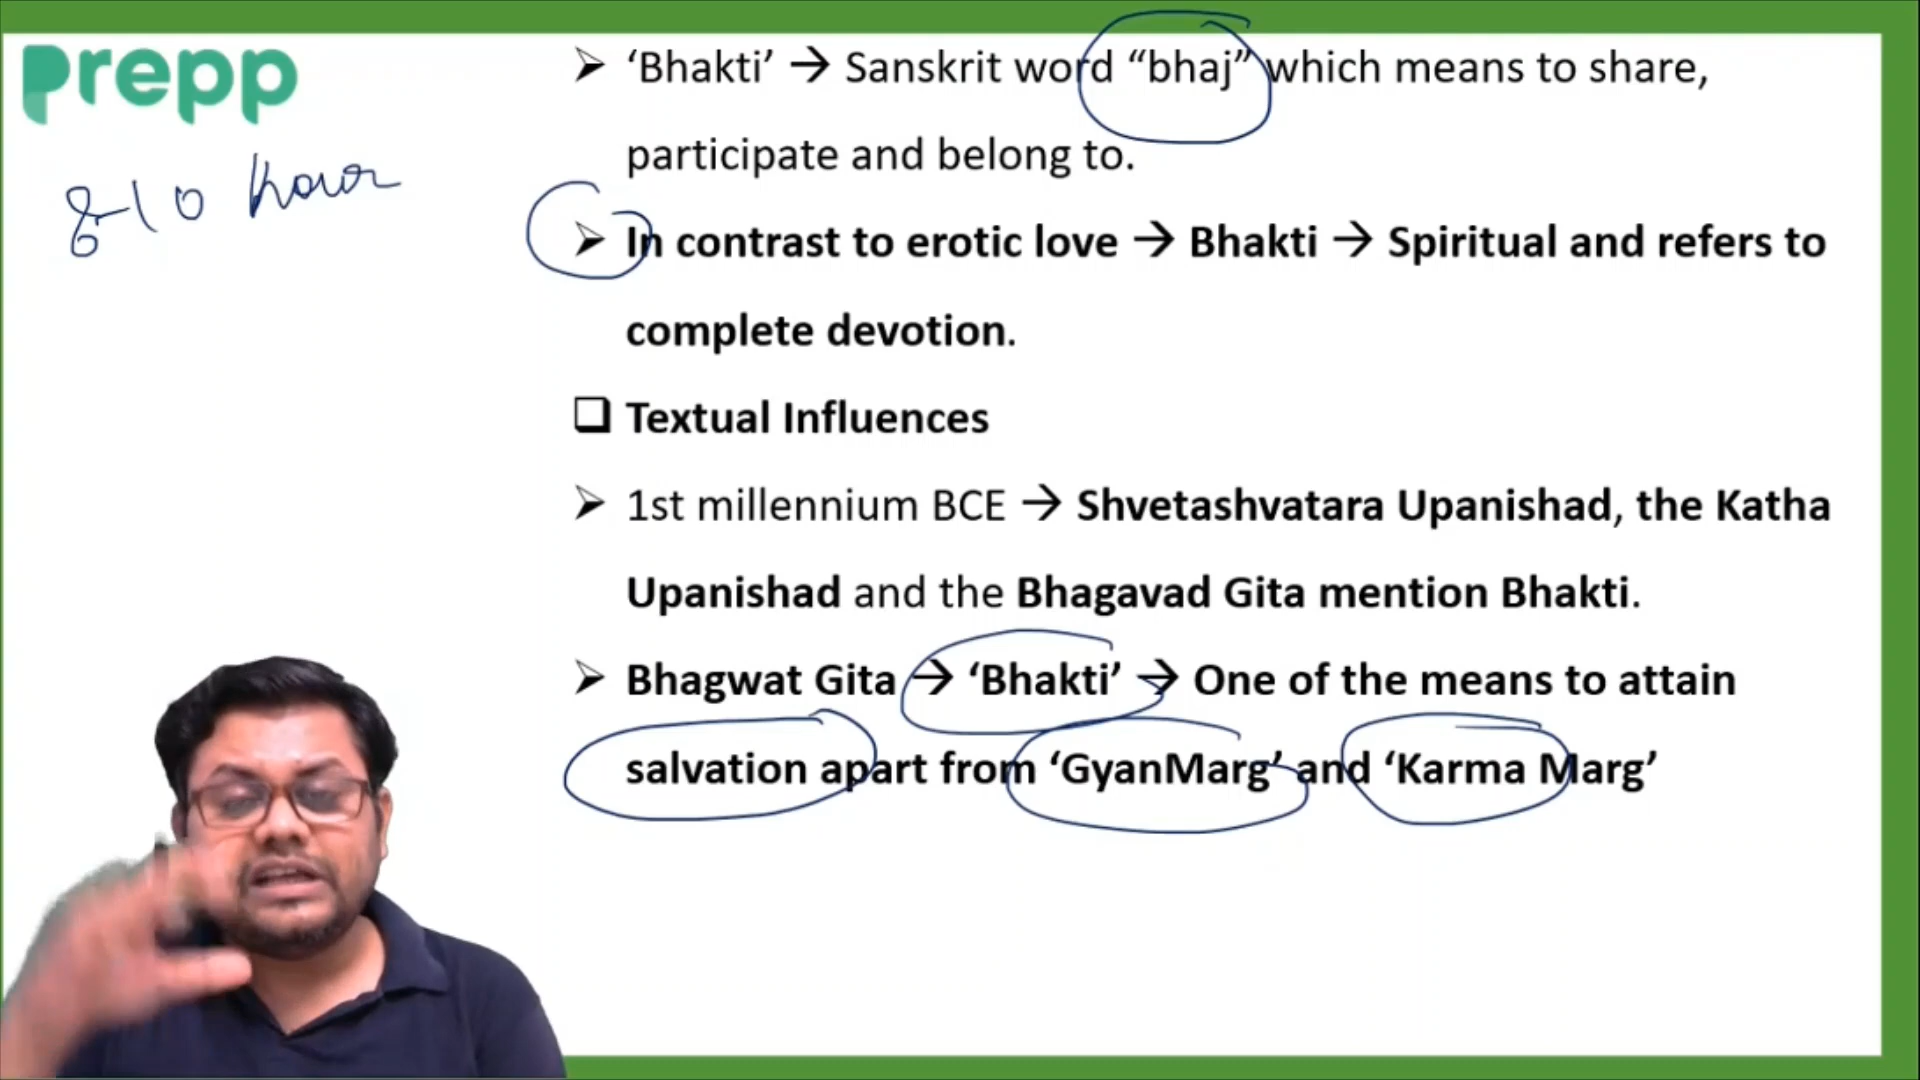 prepp
8-10 hour
➢ ‘Bhakti’ → Sanskrit word “bhaj” which means to share,
participate and belong to.
➢ In contrast to erotic love → Bhakti → Spiritual and refers to
complete devotion.
❑ Textual Influences
➢ 1st millennium BCE → Shvetashvatara Upanishad, the Katha
Upanishad and the Bhagavad Gita mention Bhakti.
➢ Bhagwat Gita → ‘Bhakti’ → One of the means to attain
salvation apart from ‘GyanMarg’ and ‘Karma Marg’